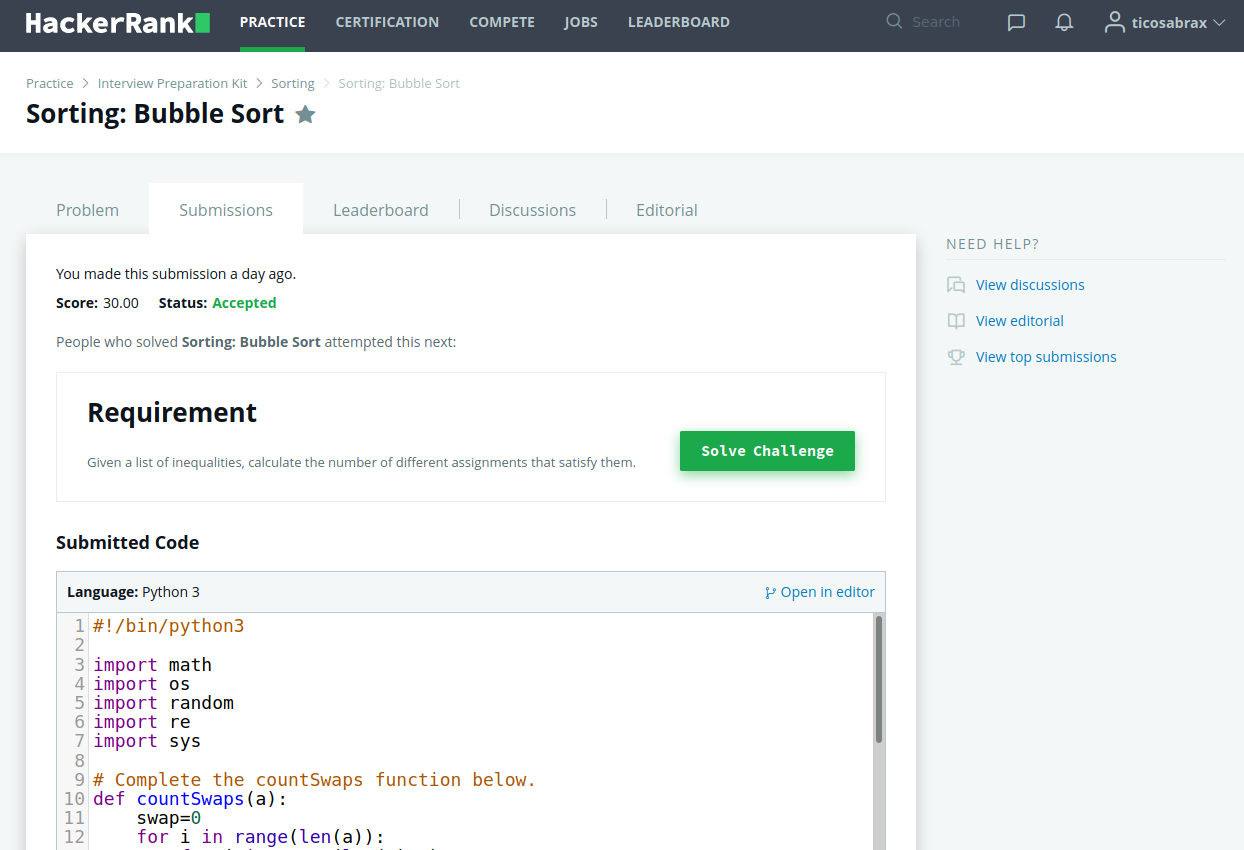 HackerRank PRACTICE CERTIFICATION COMPETE JOBS LEADERBOARD Search ticosabrax
Practice > Interview Preparation Kit > Sorting > Sorting: Bubble Sort
Sorting: Bubble Sort
Problem Submissions Leaderboard Discussions Editorial
You made this submission a day ago.
Score: 30.00 Status: Accepted
People who solved Sorting: Bubble Sort attempted this next:
Requirement
Given a list of inequalities, calculate the number of different assignments that satisfy them.
Solve Challenge
Submitted Code
Language: Python 3 Open in editor
1 #!/bin/python3
2
3 import math
4 import os
5 import random
6 import re
7 import sys
8
9 # Complete the countSwaps function below.
10 def countSwaps(a):
11     swap=0
12     for i in range(len(a)):
NEED HELP?
View discussions
View editorial
View top submissions